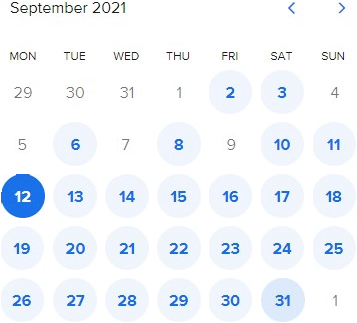 September 2021
MON TUE WED THU FRI SAT SUN
29 30 31 1 2 3 4
5 6 7 8 9 10 11
12 13 14 15 16 17 18
19 20 21 22 23 24 25
26 27 28 29 30 31 1